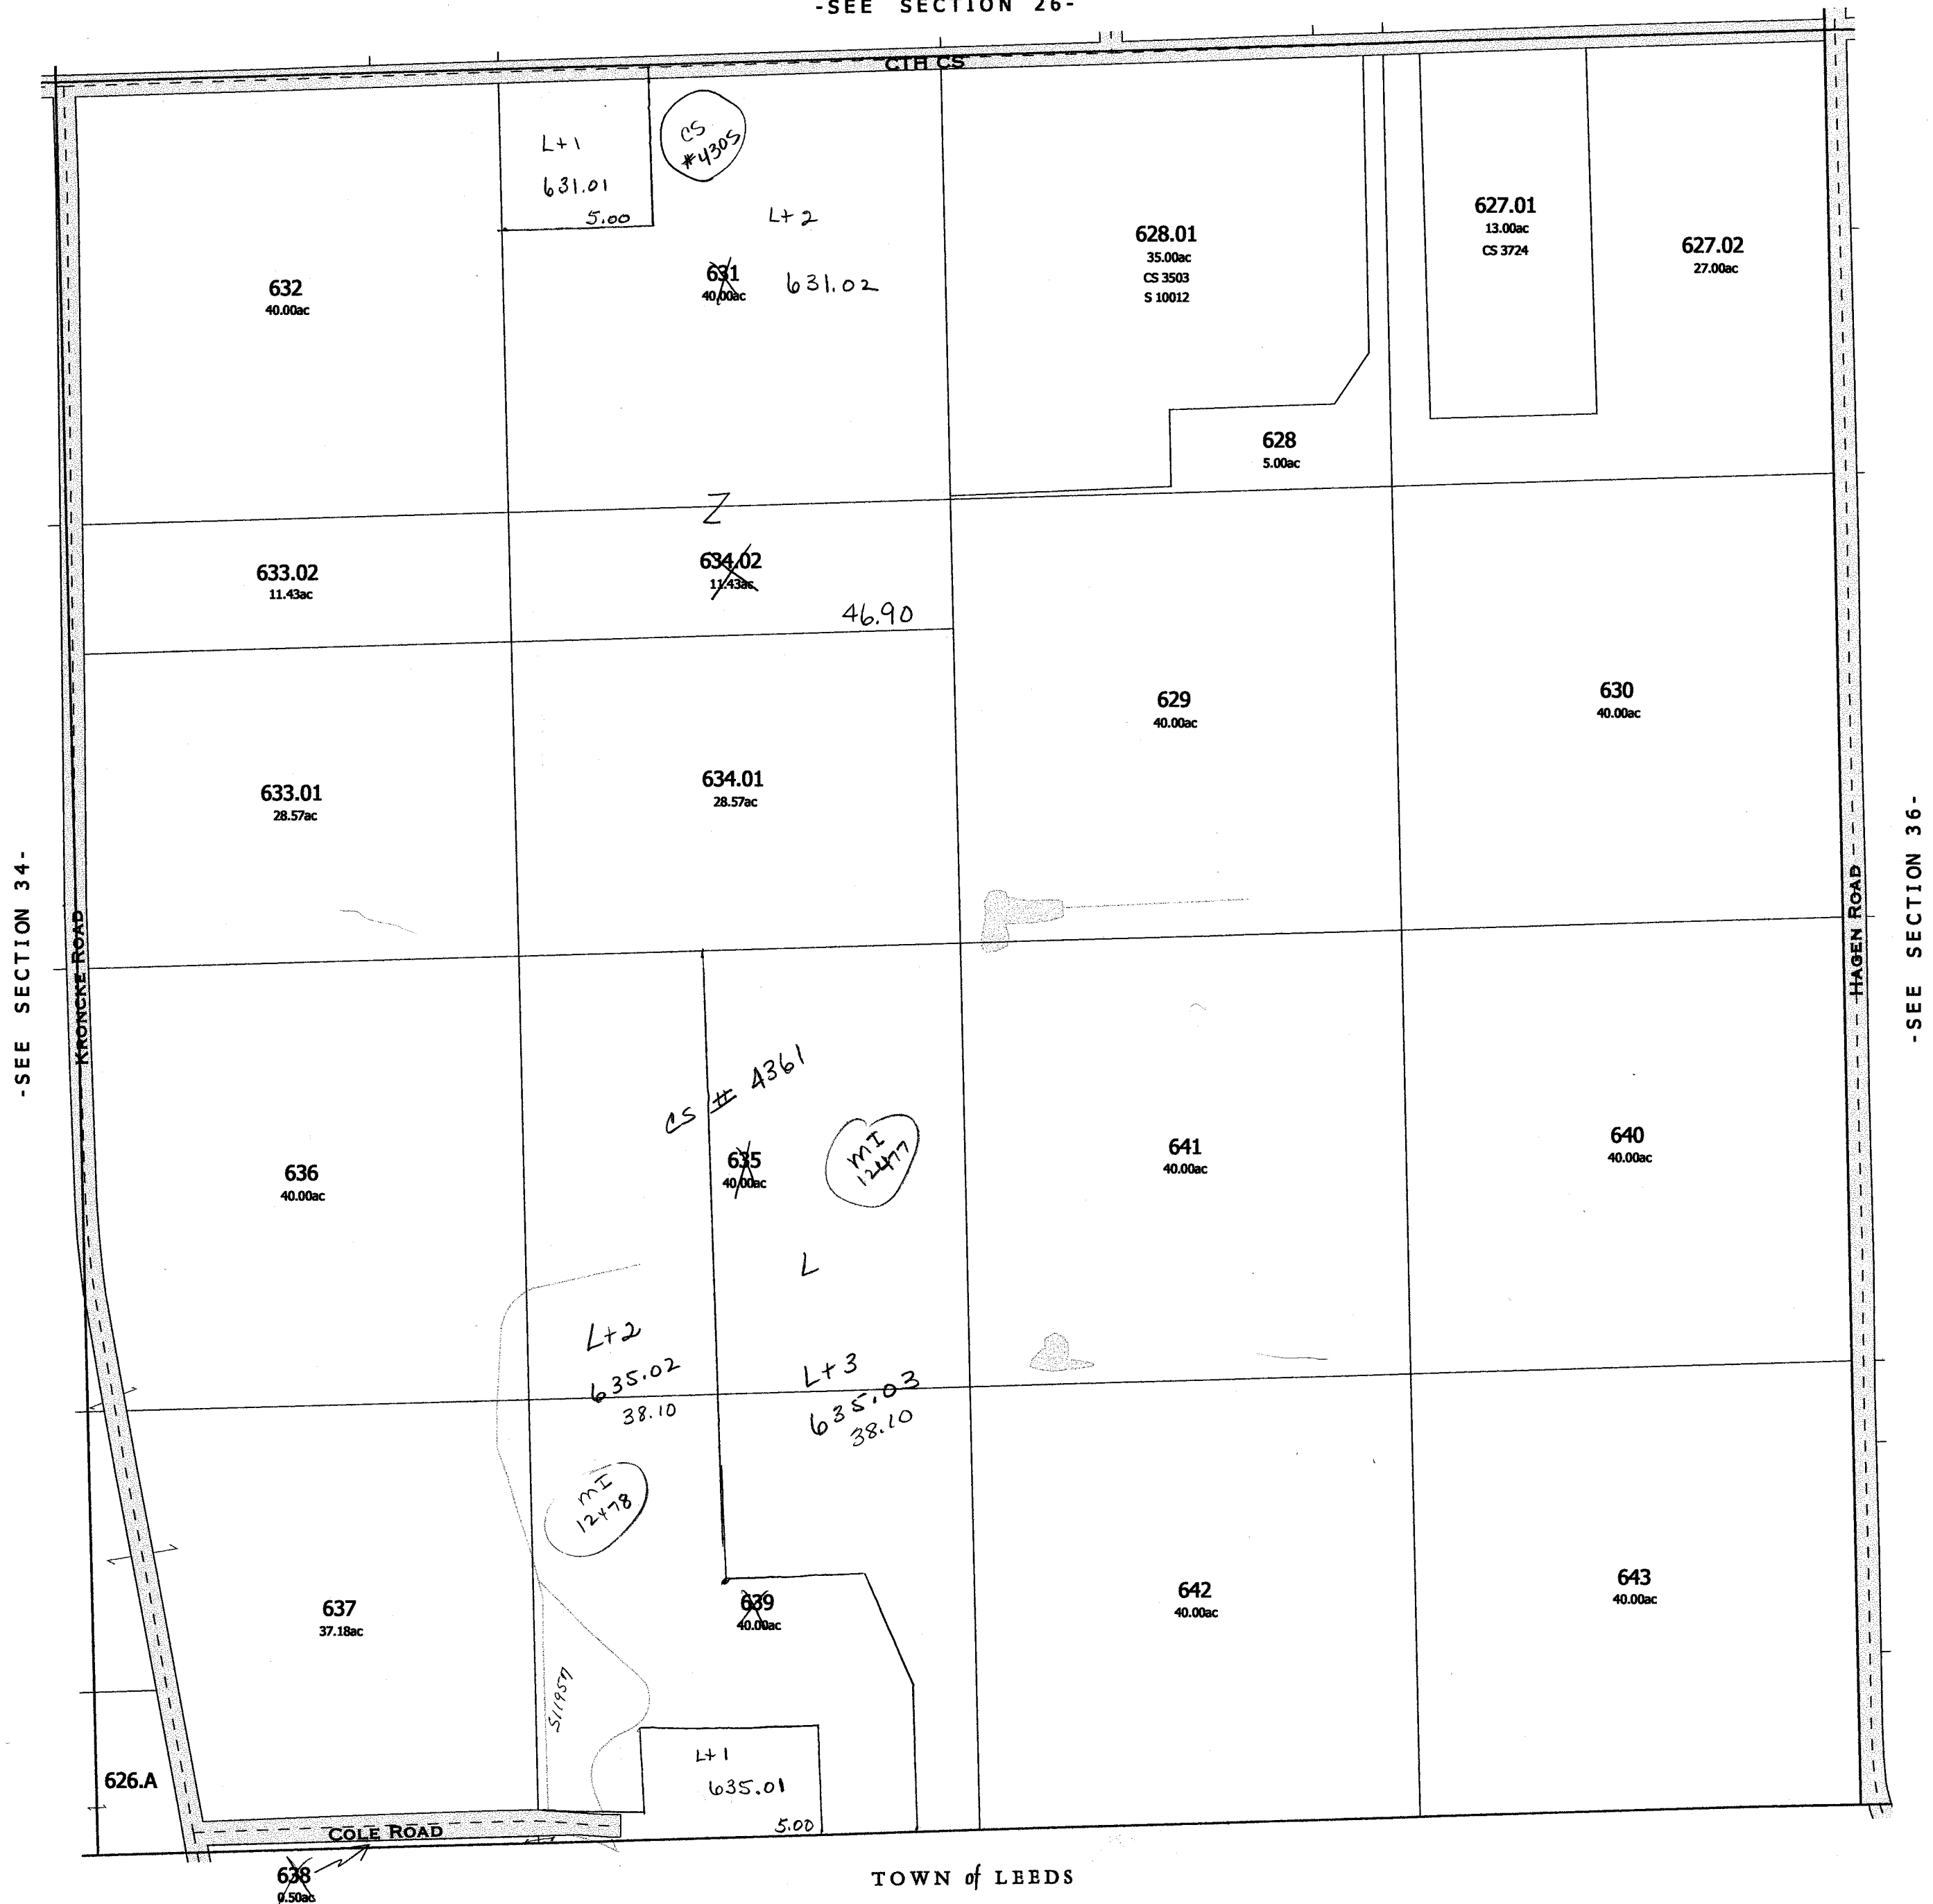 -SEE SECTION 26-
CTH CS
L+1
631.01
5.00
CS
#4305
L+2
631.02
631
40.00ac
632
40.00ac
628.01
35.00ac
CS 3503
S 10012
627.01
13.00ac
CS 3724
627.02
27.00ac
628
5.00ac
Z
633.02
11.43ac
634.02
11.43ac
46.90
629
40.00ac
630
40.00ac
633.01
28.57ac
634.01
28.57ac
-SEE SECTION 34-
KRONCKE ROAD
HAGEN ROAD
-SEE SECTION 36-
CS # 4361
636
40.00ac
635
40.00ac
MI
12477
641
40.00ac
640
40.00ac
L
L+2
635.02
38.10
L+3
635.03
38.10
MI
12478
637
37.18ac
639
40.00ac
642
40.00ac
643
40.00ac
L+1
635.01
5.00
626.A
COLE ROAD
638
0.50ac
TOWN of LEEDS